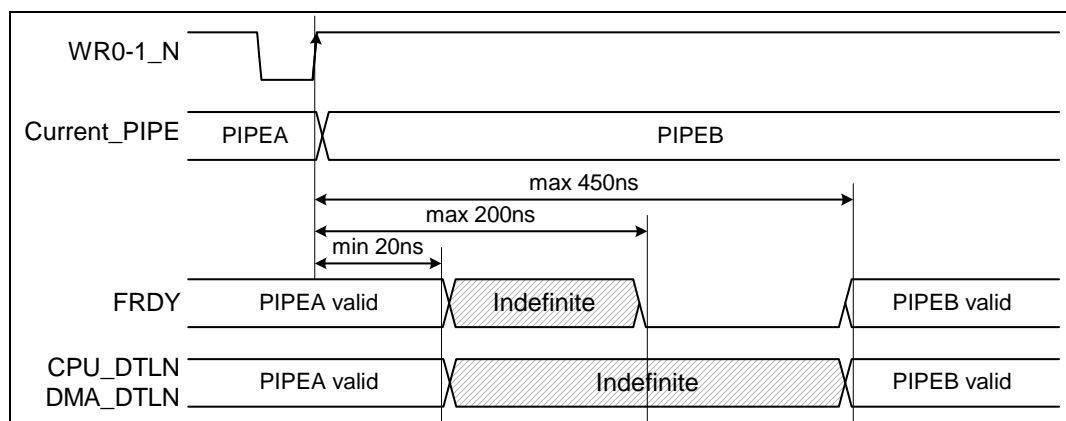 WR0-1_N
Current_PIPE
PIPEA
PIPEB
max 450ns
max 200ns
min 20ns
FRDY
PIPEA valid
Indefinite
PIPEB valid
CPU_DTLN
DMA_DTLN
PIPEA valid
Indefinite
PIPEB valid